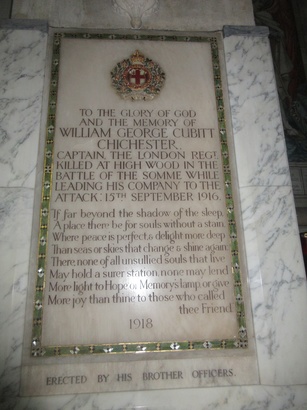 TO THE GLORY OF GOD
AND THE MEMORY OF
WILLIAM GEORGE CUBITT
CHICHESTER,
CAPTAIN, THE LONDON REGT.
KILLED AT HIGH WOOD IN THE
BATTLE OF THE SOMME WHILE
LEADING HIS COMPANY TO THE
ATTACK: 15TH SEPTEMBER 1916.
If far beyond the shadow of the sleep,
A place there be for souls without a stain,
Where peace is perfect, & delight more deep
Than seas or skies that change & shine again:
There, none of all unsullied souls that live
May hold a surer station, none may lend
More light to Hope or Memory's lamp, or give
More joy than thine to those who called
thee Friend.
1918.
ERECTED BY HIS BROTHER OFFICERS.